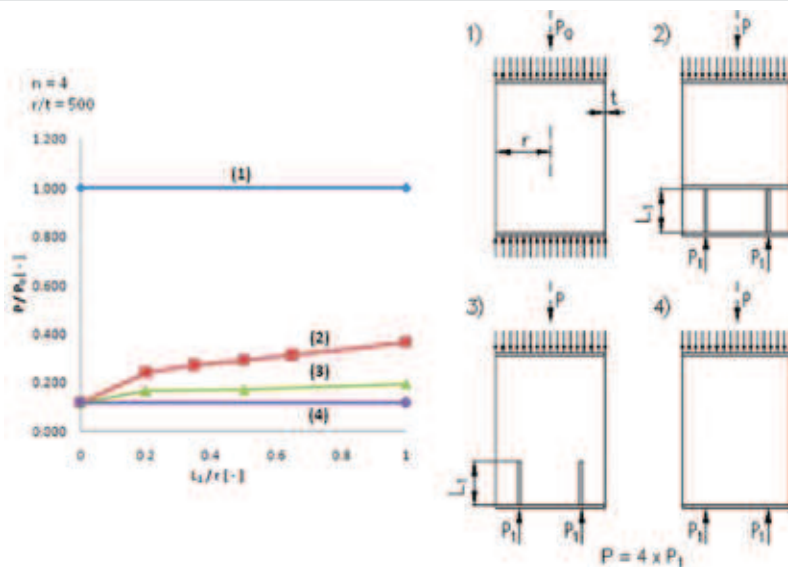 n = 4
r/t = 500
P/P₀ [-]
1.200
1.000
0.800
0.600
0.400
0.200
0.000
0 0.2 0.4 0.6 0.8 1
L₁/r [-]
(1)
(2)
(3)
(4)
1)
P₀
t
r
2)
P
L₁
P₁ P₁
3)
P
L₁
P₁ P₁
4)
P
P₁ P₁
P = 4 x P₁